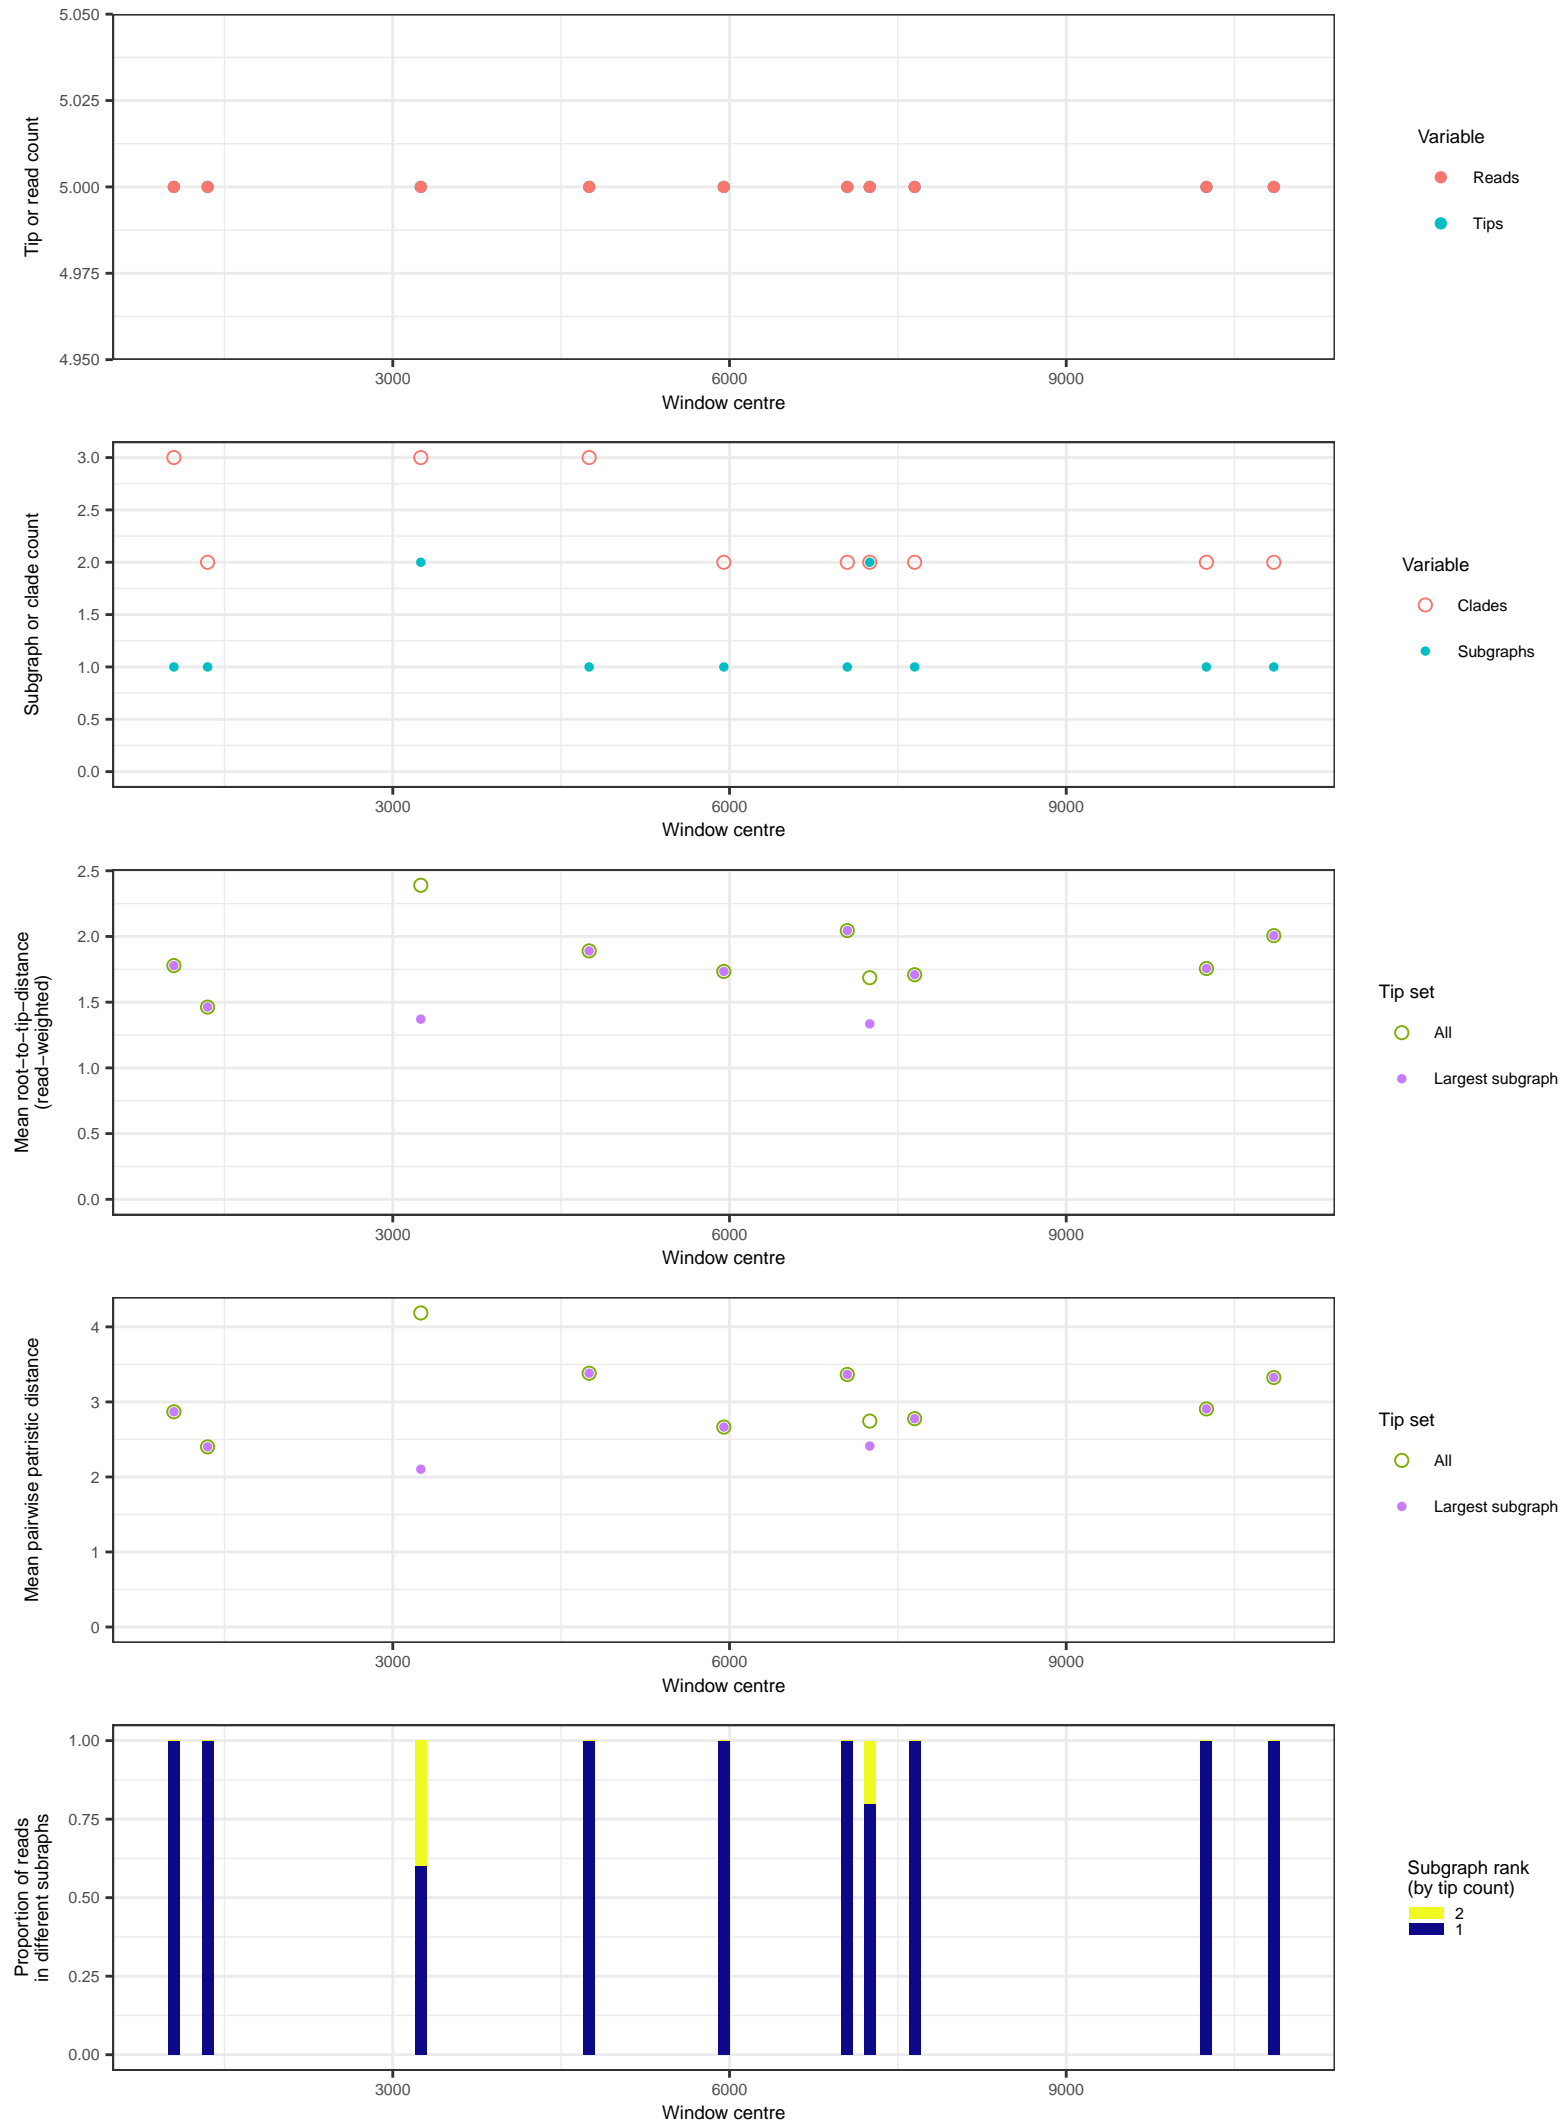 5.050
5.025
5.000
4.975
4.950
Tip or read count
3000
6000
9000
Window centre
Variable
Reads
Tips
3.0
2.5
2.0
1.5
1.0
0.5
0.0
Subgraph or clade count
3000
6000
9000
Window centre
Variable
Clades
Subgraphs
2.5
2.0
1.5
1.0
0.5
0.0
Mean root−to−tip−distance
(read−weighted)
3000
6000
9000
Window centre
Tip set
All
Largest subgraph
4
3
2
1
0
Mean pairwise patristic distance
3000
6000
9000
Window centre
Tip set
All
Largest subgraph
1.00
0.75
0.50
0.25
0.00
Proportion of reads
in different subraphs
3000
6000
9000
Window centre
Subgraph rank
(by tip count)
2
1